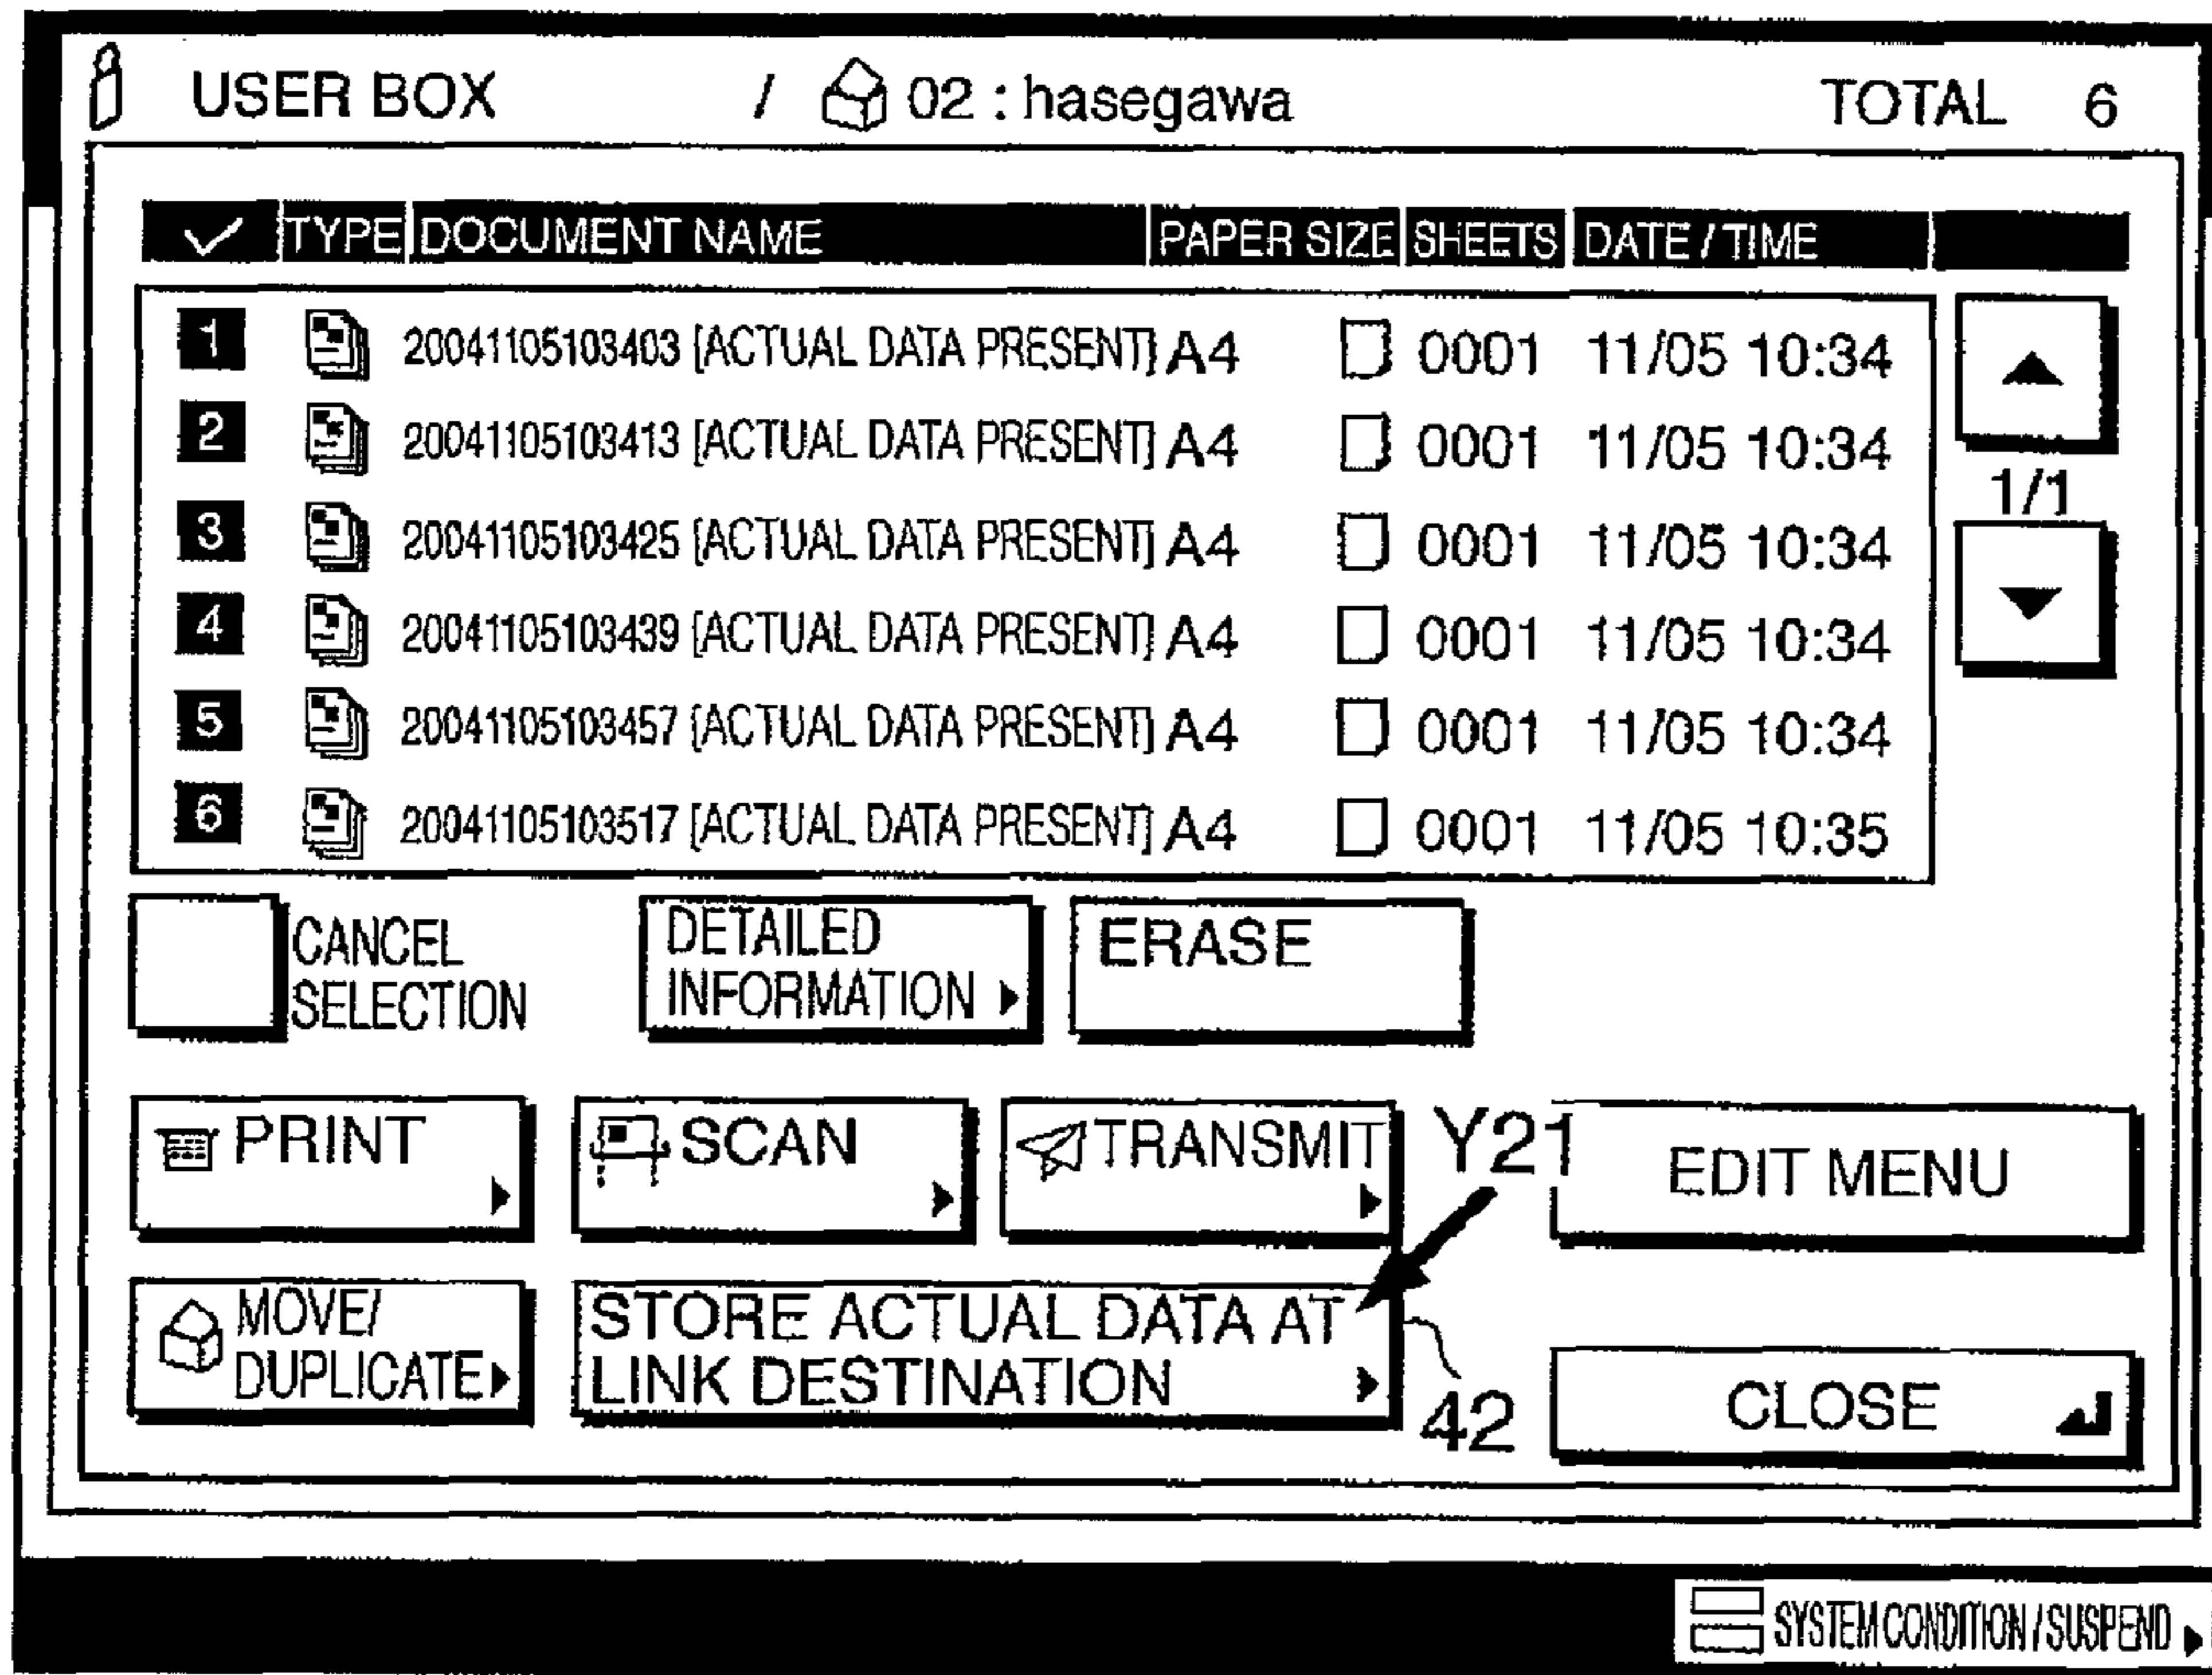 USER BOX / 02 : hasegawa TOTAL 6
TYPE DOCUMENT NAME PAPER SIZE SHEETS DATE / TIME
1 20041105103403 [ACTUAL DATA PRESENT] A4 0001 11/05 10:34
2 20041105103413 [ACTUAL DATA PRESENT] A4 0001 11/05 10:34
1/1
3 20041105103425 [ACTUAL DATA PRESENT] A4 0001 11/05 10:34
4 20041105103439 [ACTUAL DATA PRESENT] A4 0001 11/05 10:34
5 20041105103457 [ACTUAL DATA PRESENT] A4 0001 11/05 10:34
6 20041105103517 [ACTUAL DATA PRESENT] A4 0001 11/05 10:35
CANCEL
SELECTION
DETAILED
INFORMATION
ERASE
PRINT
SCAN
TRANSMIT
Y21
EDIT MENU
MOVE/
DUPLICATE
STORE ACTUAL DATA AT
LINK DESTINATION
42
CLOSE
SYSTEM CONDITION / SUSPEND